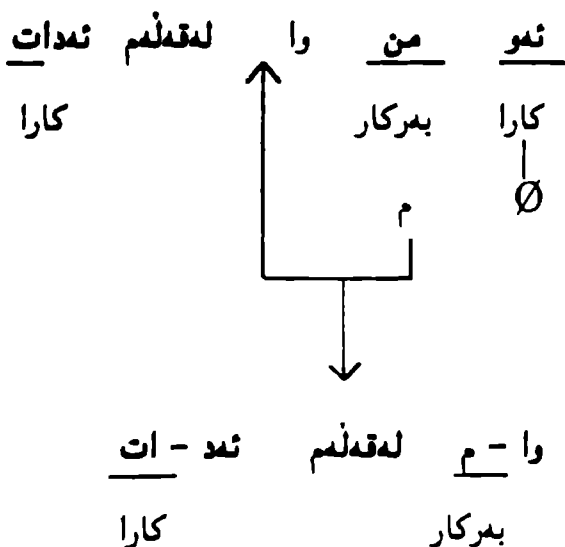 ئەو من وا لەقەڵەم ئەدات
کارا بەرکار کارا
Ø
م
وا - م لەقەڵەم ئەد - ات
بەرکار کارا